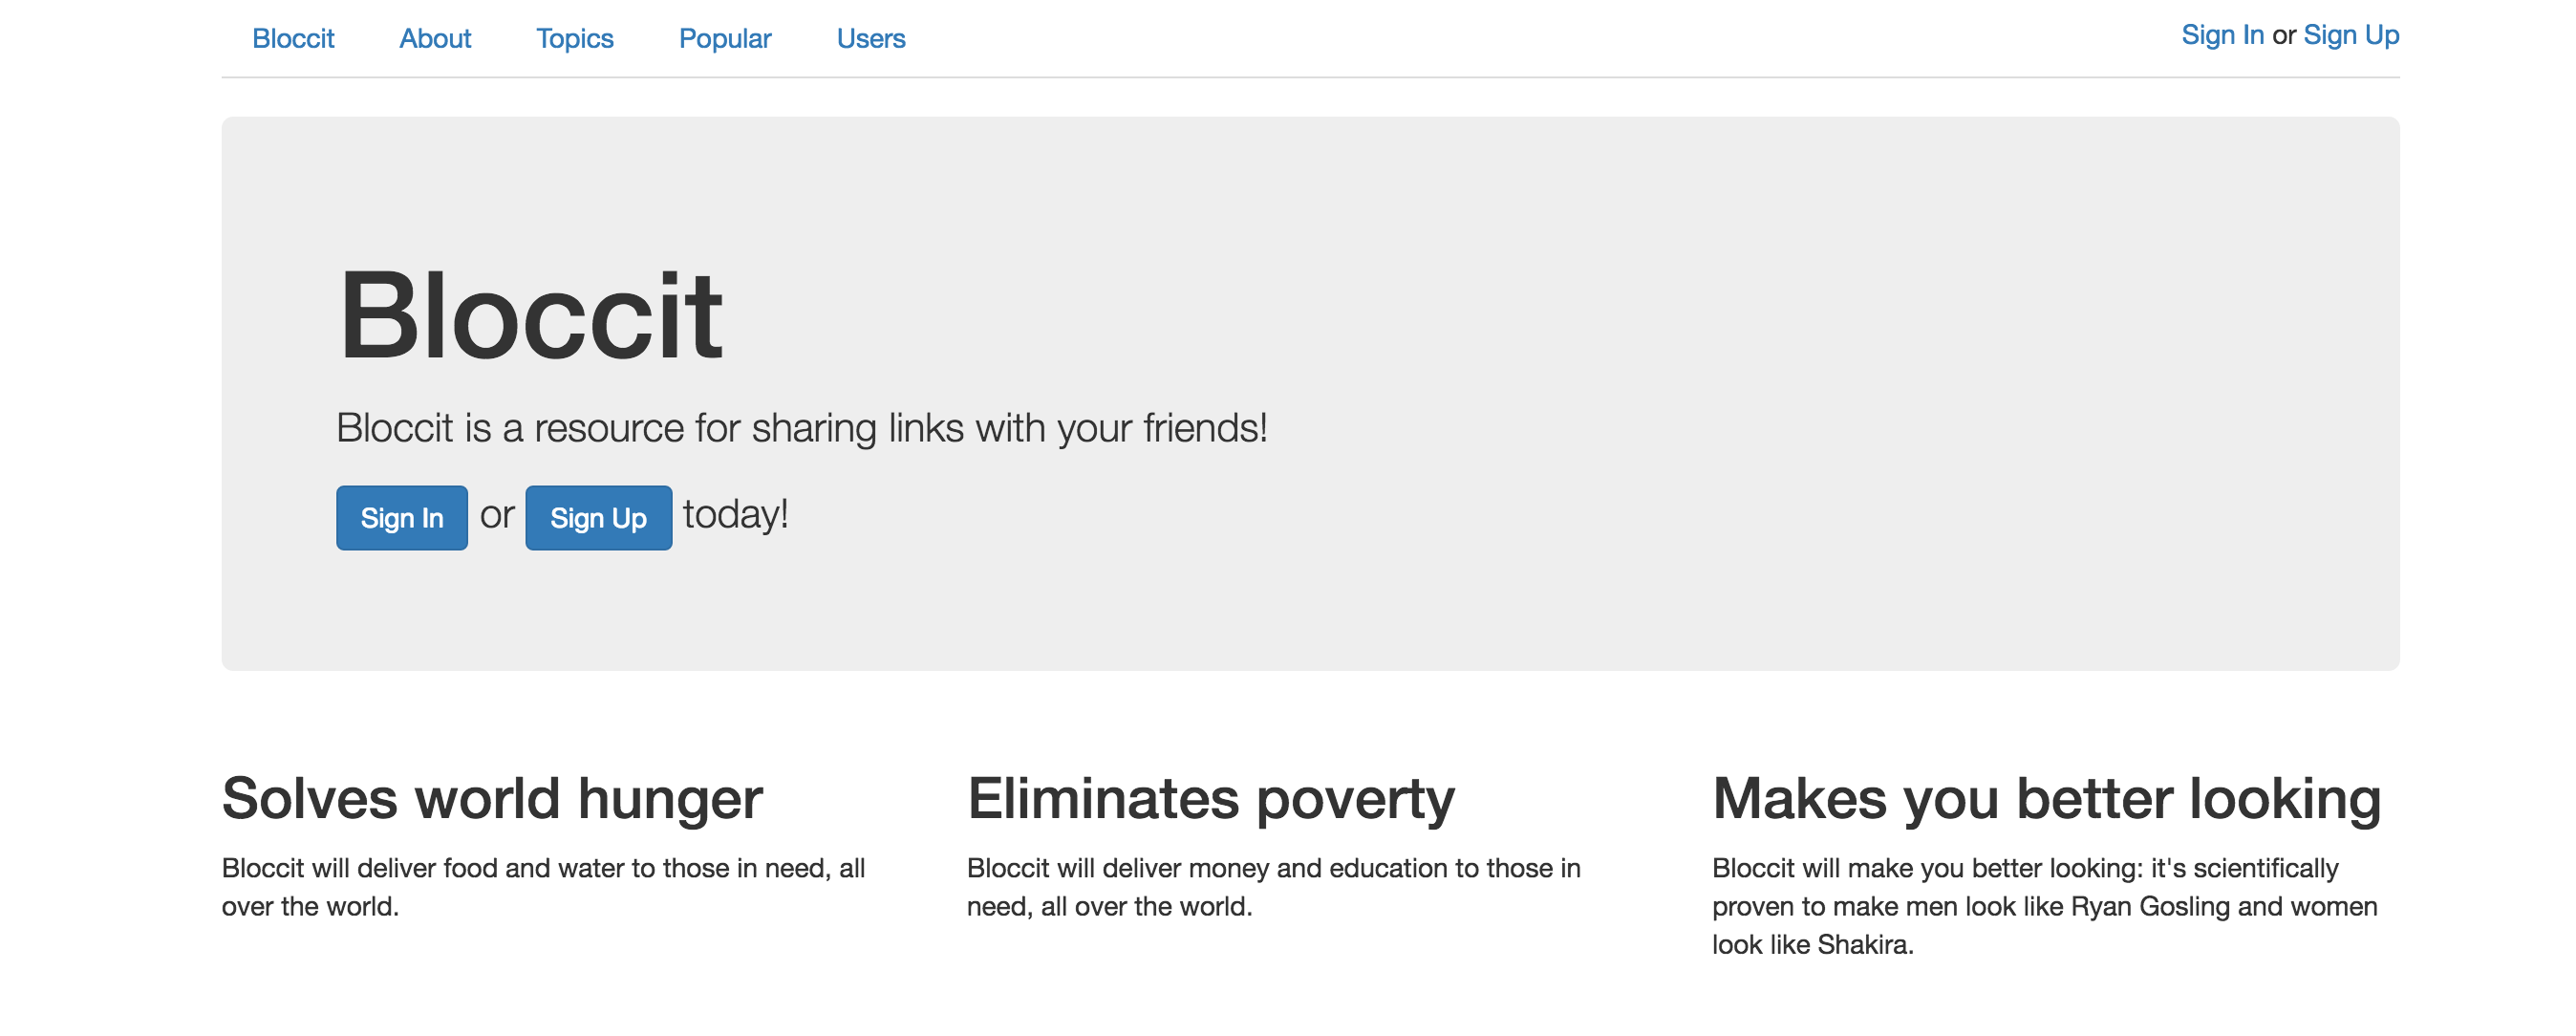 Bloccit About Topics Popular Users Sign In or Sign Up
Bloccit
Bloccit is a resource for sharing links with your friends!
Sign In or Sign Up today!
Solves world hunger
Bloccit will deliver food and water to those in need, all
over the world.
Eliminates poverty
Bloccit will deliver money and education to those in
need, all over the world.
Makes you better looking
Bloccit will make you better looking: it's scientifically
proven to make men look like Ryan Gosling and women
look like Shakira.